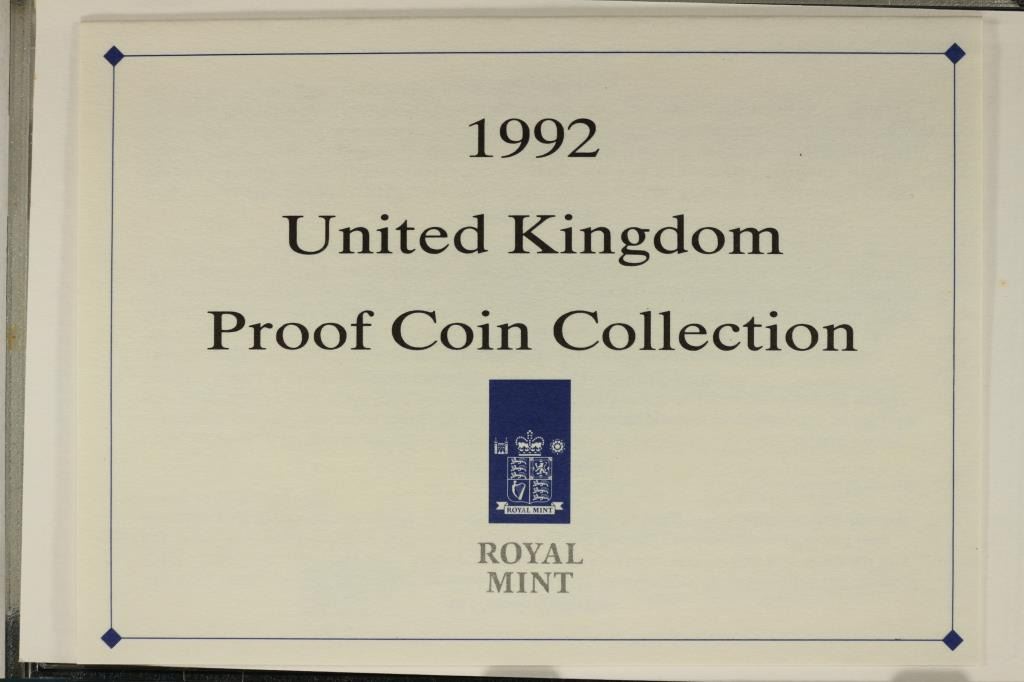 1992
United Kingdom
Proof Coin Collection
ROYAL MINT
ROYAL
MINT